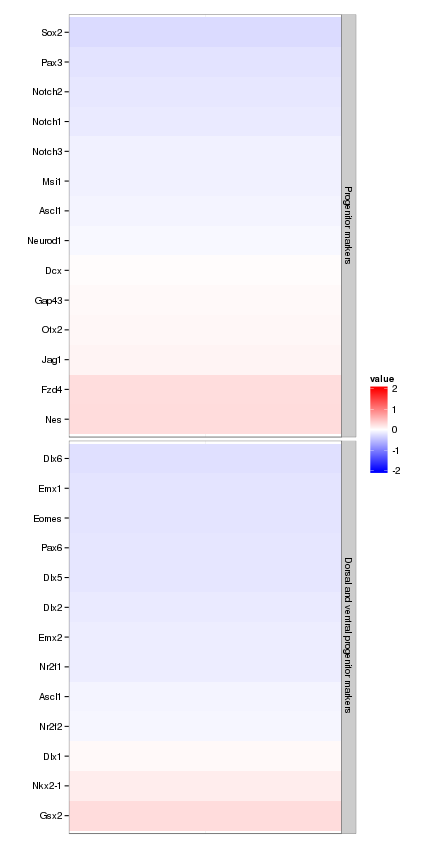 Sox2
Pax3
Notch2
Notch1
Notch3
Msi1
Ascl1
Neurod1
Dcx
Gap43
Otx2
Jag1
Fzd4
Nes
Progenitor markers
Dlx6
Emx1
Eomes
Pax6
Dlx5
Dlx2
Emx2
Nr2f1
Ascl1
Nr2f2
Dlx1
Nkx2-1
Gsx2
Dorsal and ventral progenitor markers
value
2
1
0
-1
-2